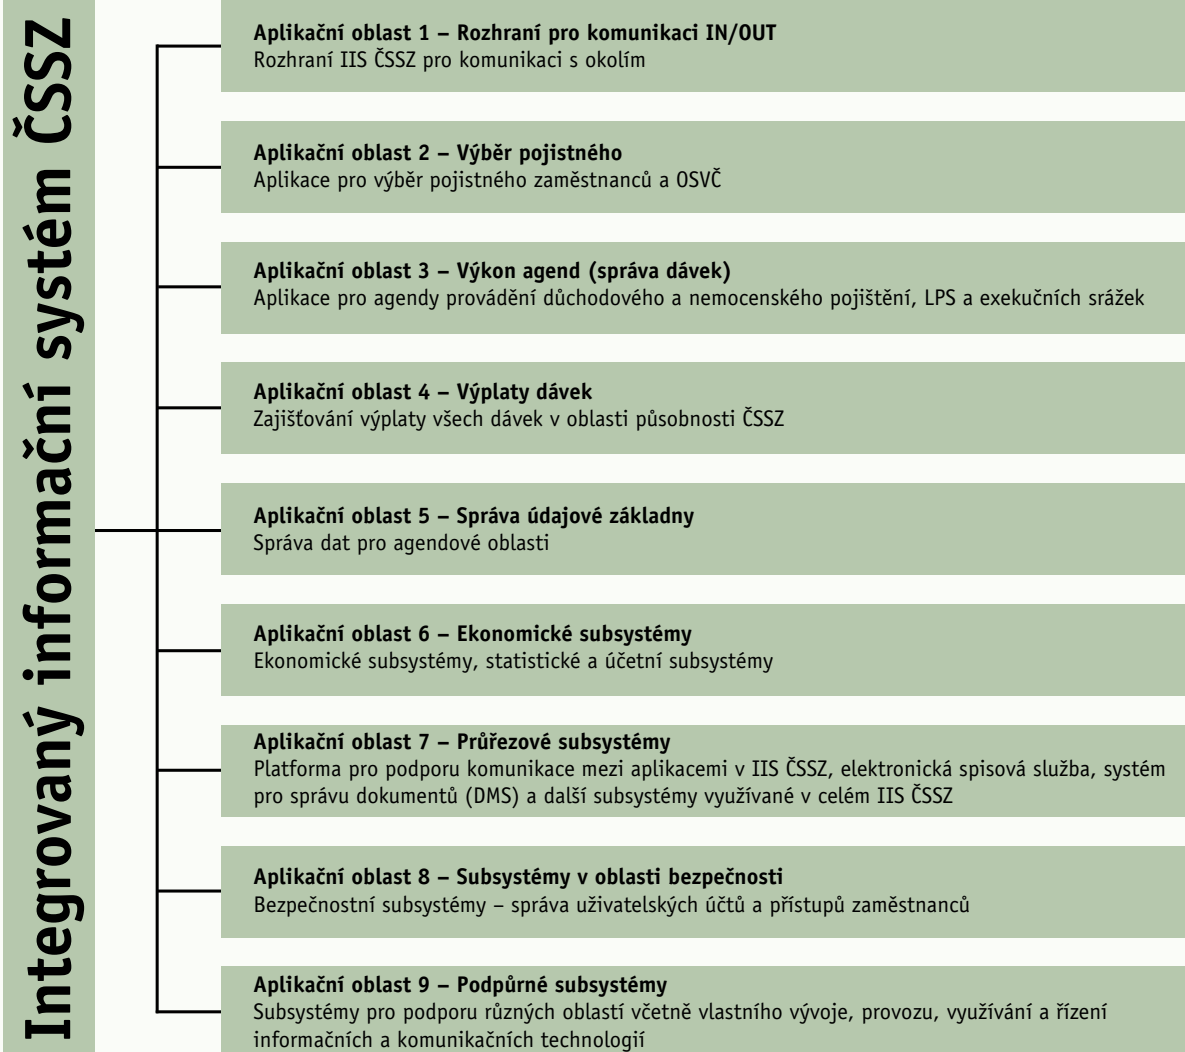 Integrovaný informační systém ČSSZ
Aplikační oblast 1 – Rozhraní pro komunikaci IN/OUT
Rozhraní IIS ČSSZ pro komunikaci s okolím
Aplikační oblast 2 – Výběr pojistného
Aplikace pro výběr pojistného zaměstnanců a OSVČ
Aplikační oblast 3 – Výkon agend (správa dávek)
Aplikace pro agendy provádění důchodového a nemocenského pojištění, LPS a exekučních srážek
Aplikační oblast 4 – Výplaty dávek
Zajišťování výplaty všech dávek v oblasti působnosti ČSSZ
Aplikační oblast 5 – Správa údajové základny
Správa dat pro agendové oblasti
Aplikační oblast 6 – Ekonomické subsystémy
Ekonomické subsystémy, statistické a účetní subsystémy
Aplikační oblast 7 – Průřezové subsystémy
Platforma pro podporu komunikace mezi aplikacemi v IIS ČSSZ, elektronická spisová služba, systém
pro správu dokumentů (DMS) a další subsystémy využívané v celém IIS ČSSZ
Aplikační oblast 8 – Subsystémy v oblasti bezpečnosti
Bezpečnostní subsystémy – správa uživatelských účtů a přístupů zaměstnanců
Aplikační oblast 9 – Podpůrné subsystémy
Subsystémy pro podporu různých oblastí včetně vlastního vývoje, provozu, využívání a řízení
informačních a komunikačních technologií